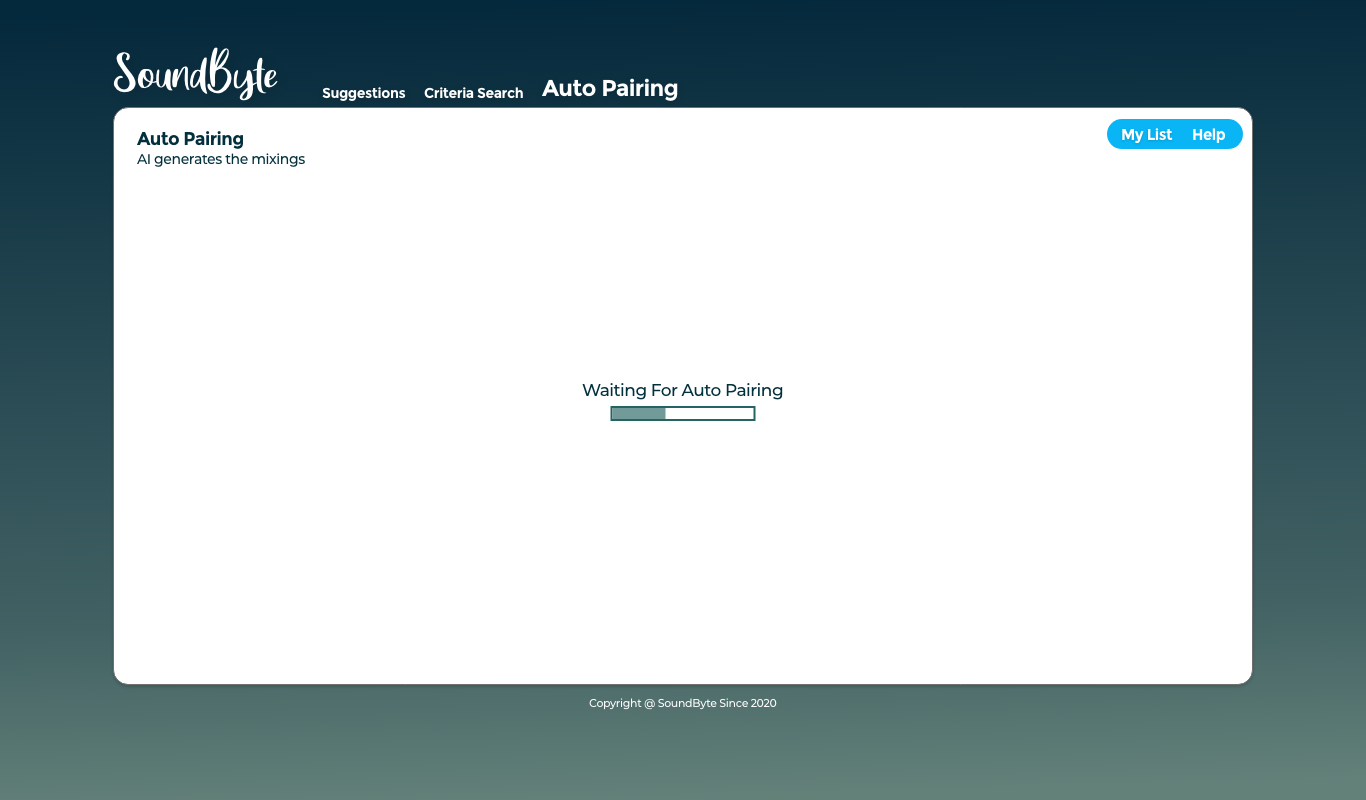 SoundByte
Suggestions Criteria Search Auto Pairing
Auto Pairing
My List Help
AI generates the mixings
Waiting For Auto Pairing
Copyright @ SoundByte Since 2020